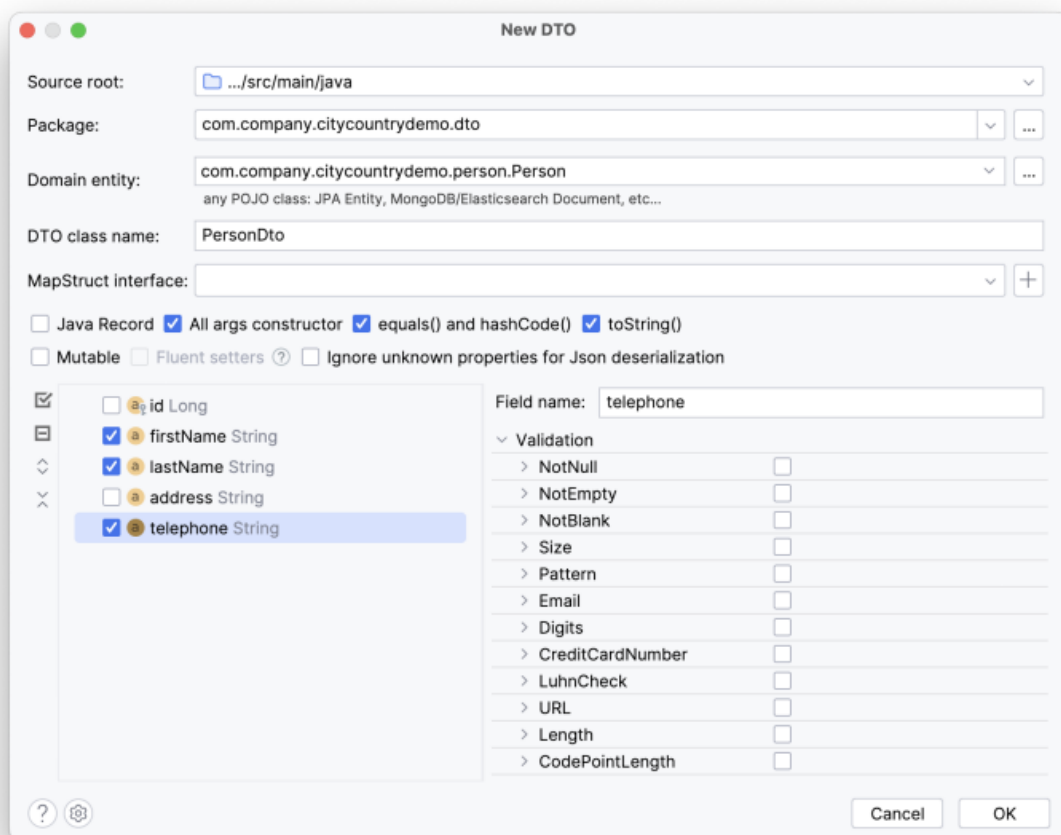 New DTO
Source root: .../src/main/java
Package: com.company.citycountrydemo.dto ...
Domain entity: com.company.citycountrydemo.person.Person ...
any POJO class: JPA Entity, MongoDB/Elasticsearch Document, etc...
DTO class name: PersonDto
MapStruct interface:
Java Record All args constructor equals() and hashCode() toString()
Mutable Fluent setters ? Ignore unknown properties for Json deserialization
a id Long
a firstName String
a lastName String
a address String
a telephone String
Field name: telephone
Validation
NotNull
NotEmpty
NotBlank
Size
Pattern
Email
Digits
CreditCardNumber
LuhnCheck
URL
Length
CodePointLength
? Cancel OK